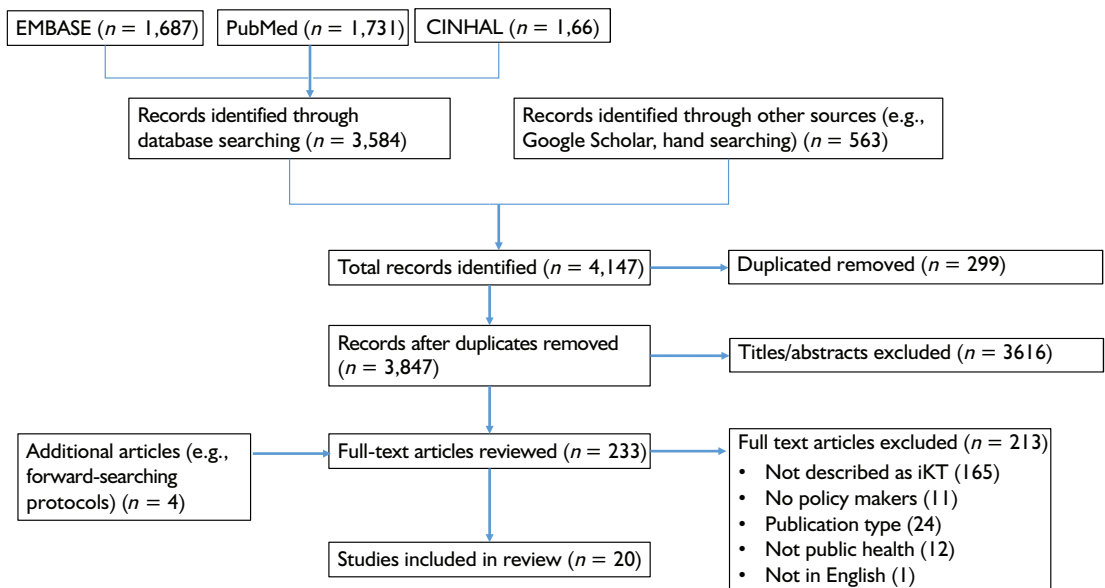 EMBASE (n = 1,687)
PubMed (n = 1,731)
CINHAL (n = 1,66)
Records identified through
database searching (n = 3,584)
Records identified through other sources (e.g.,
Google Scholar, hand searching) (n = 563)
Total records identified (n = 4,147)
Duplicated removed (n = 299)
Records after duplicates removed
(n = 3,847)
Titles/abstracts excluded (n = 3616)
Additional articles (e.g.,
forward-searching
protocols) (n = 4)
Full-text articles reviewed (n = 233)
Full text articles excluded (n = 213)
• Not described as iKT (165)
• No policy makers (11)
• Publication type (24)
• Not public health (12)
• Not in English (1)
Studies included in review (n = 20)